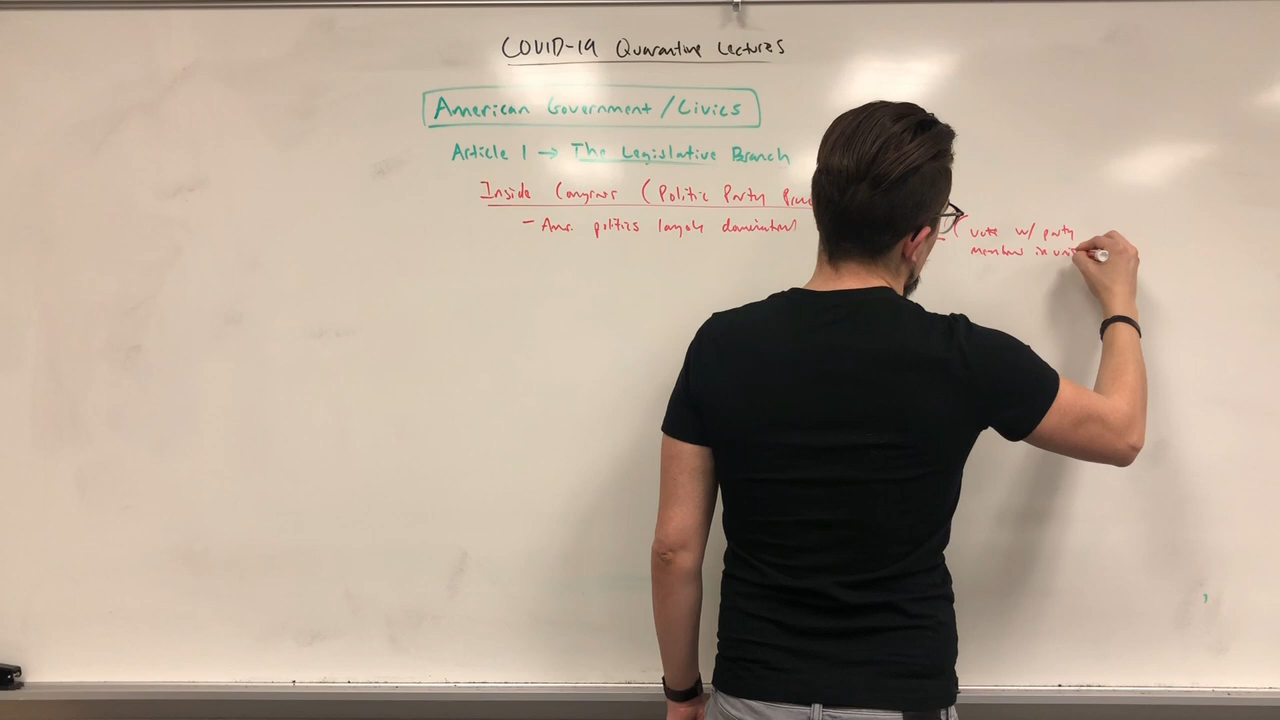 COVID-19 Quarantine Lectures
American Government/Civics
Article 1 → The Legislative Branch
Inside Congress (Politic Party
- Amr. politics largely dominated
( vote w/ party
members in